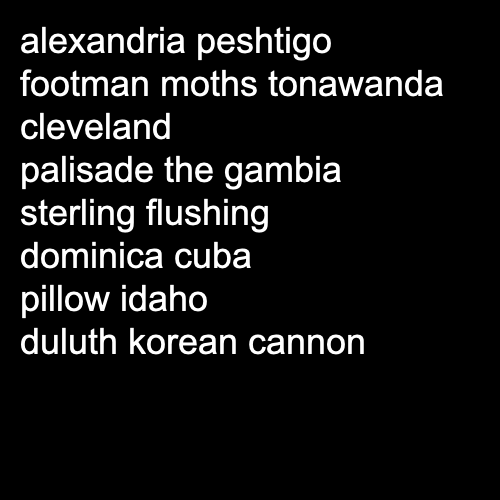 alexandria peshtigo
footman moths tonawanda
cleveland
palisade the gambia
sterling flushing
dominica cuba
pillow idaho
duluth korean cannon